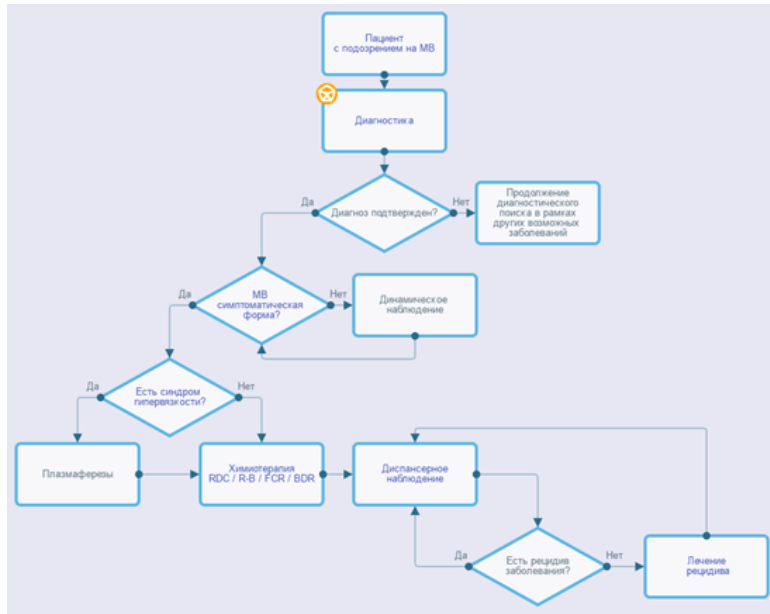 Пациент
с подозрением на МВ
Диагностика
Да
Диагноз подтвержден?
Нет
Продолжение
диагностического
поиска в рамках
других возможных
заболеваний
Да
МВ
симптоматическая
форма?
Нет
Динамическое
наблюдение
Да
Есть синдром
гипервязкости?
Нет
Плазмаферезы
Химиотерапия
RDC / R-B / FCR / BDR
Диспансерное
наблюдение
Да
Есть рецидив
заболевания?
Нет
Лечение
рецидива